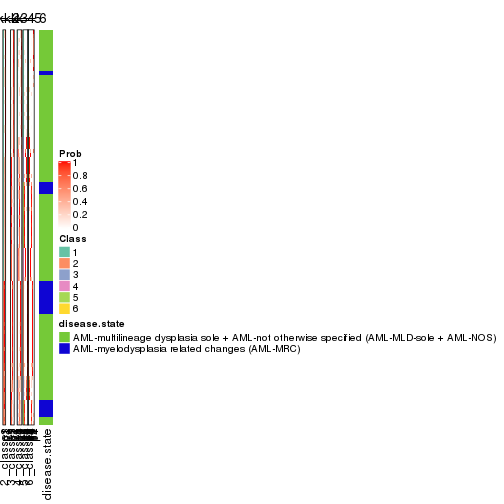 Prob
1
0.8
0.6
0.4
0.2
0
Class
1
2
3
4
5
6
disease.state
AML-multilineage dysplasia sole + AML-not otherwise specified (AML-MLD-sole + AML-NOS)
AML-myelodysplasia related changes (AML-MRC)
disease.state